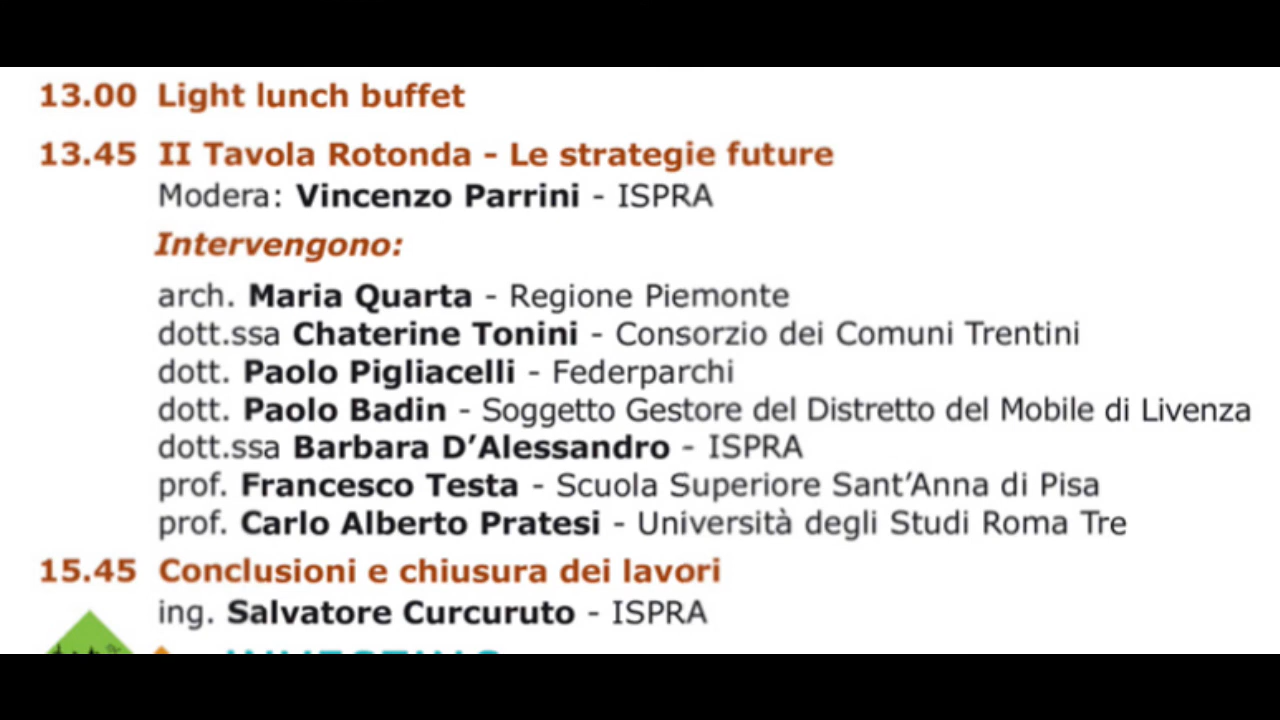 13.00 Light lunch buffet
13.45 II Tavola Rotonda - Le strategie future
Modera: Vincenzo Parrini - ISPRA
Intervengono:
arch. Maria Quarta - Regione Piemonte
dott.ssa Chaterine Tonini - Consorzio dei Comuni Trentini
dott. Paolo Pigliacelli - Federparchi
dott. Paolo Badin - Soggetto Gestore del Distretto del Mobile di Livenza
dott.ssa Barbara D’Alessandro - ISPRA
prof. Francesco Testa - Scuola Superiore Sant’Anna di Pisa
prof. Carlo Alberto Pratesi - Università degli Studi Roma Tre
15.45 Conclusioni e chiusura dei lavori
ing. Salvatore Curcuruto - ISPRA